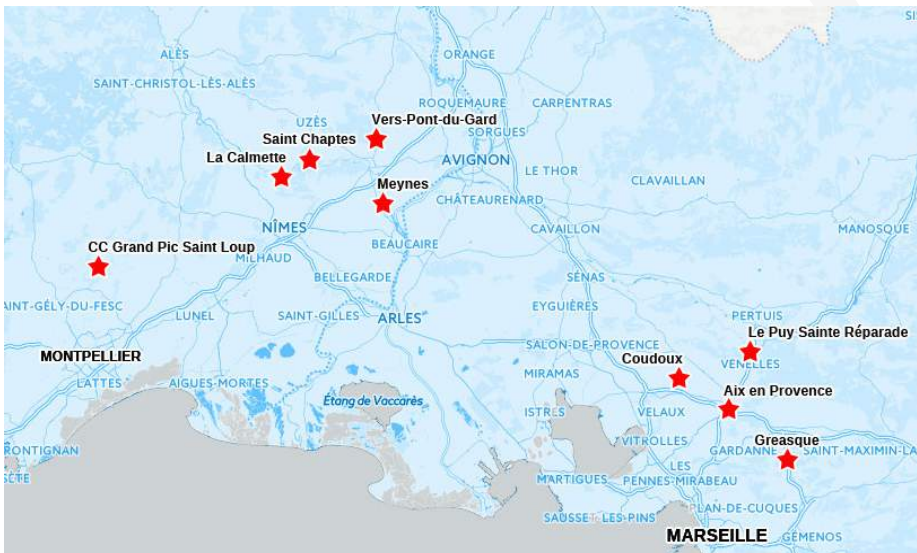 ALÈS
ORANGE
SAINT-CHRISTOL-LÈS-ALÈS
ROQUEMAURE
CARPENTRAS
UZÈS
Vers-Pont-du-Gard
SORGUES
Saint Chaptes
La Calmette
AVIGNON
LE THOR
CLAVAILLAN
Meynes
CHÂTEAURENARD
NÎMES
CAVAILLON
MANOSQUE
CC Grand Pic Saint Loup
BEAUCAIRE
MILHAUD
BELLEGARDE
SÉNAS
AINT-GÉLY-DU-FESC
LUNEL
SAINT-GILLES
ARLES
EYGUIÈRES
PERTUIS
Le Puy Sainte Réparade
MONTPELLIER
SALON-DE-PROVENCE
Coudoux
VENELLES
LATTES
AIGUES-MORTES
MIRAMAS
Aix en Provence
Étang de Vaccarès
ISTRES
VELAUX
VITROLLES
Greasque
RONTIGNAN
GARDANNE
SAINT-MAXIMIN-LA
SÈTE
MARTIGUES
LES
PENNES-MIRABEAU
PLAN-DE-CUQUES
SAUSSET-LES-PINS
MARSEILLE
GÉMENOS